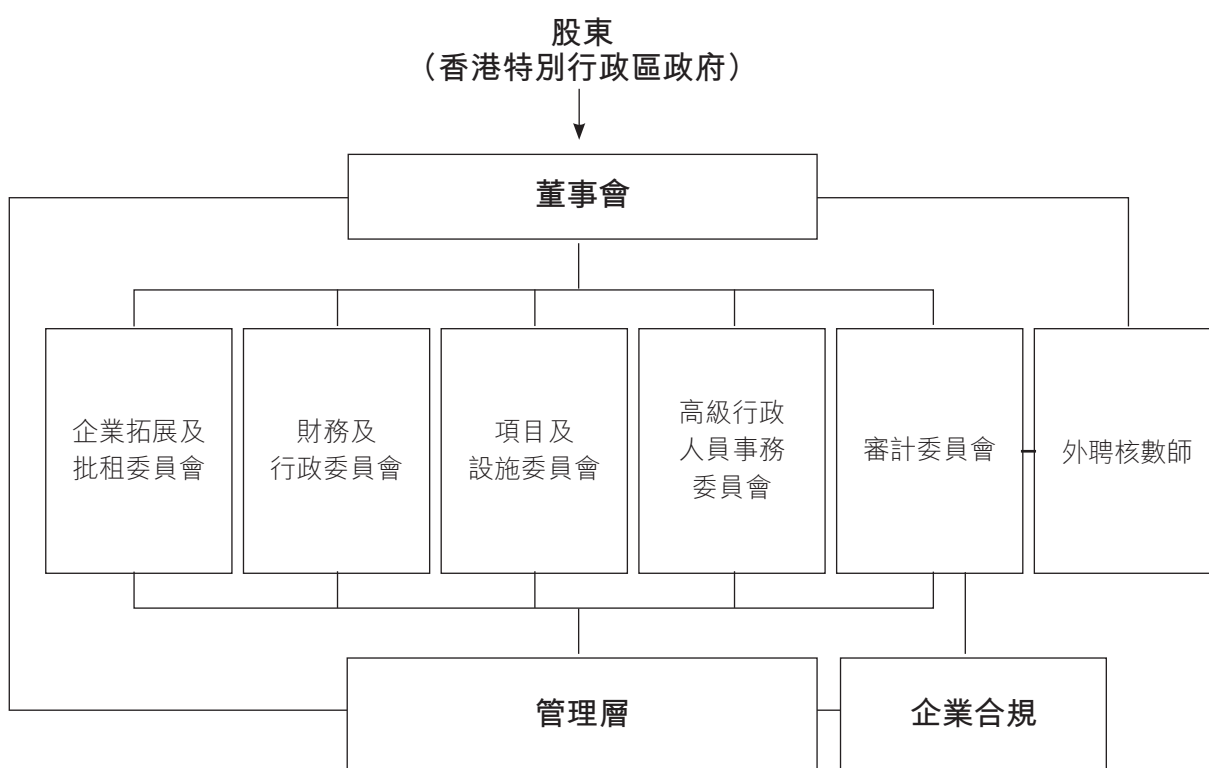 股東
（香港特別行政區政府）
董事會
企業拓展及
批租委員會
財務及
行政委員會
項目及
設施委員會
高級行政
人員事務
委員會
審計委員會
外聘核數師
管理層
企業合規